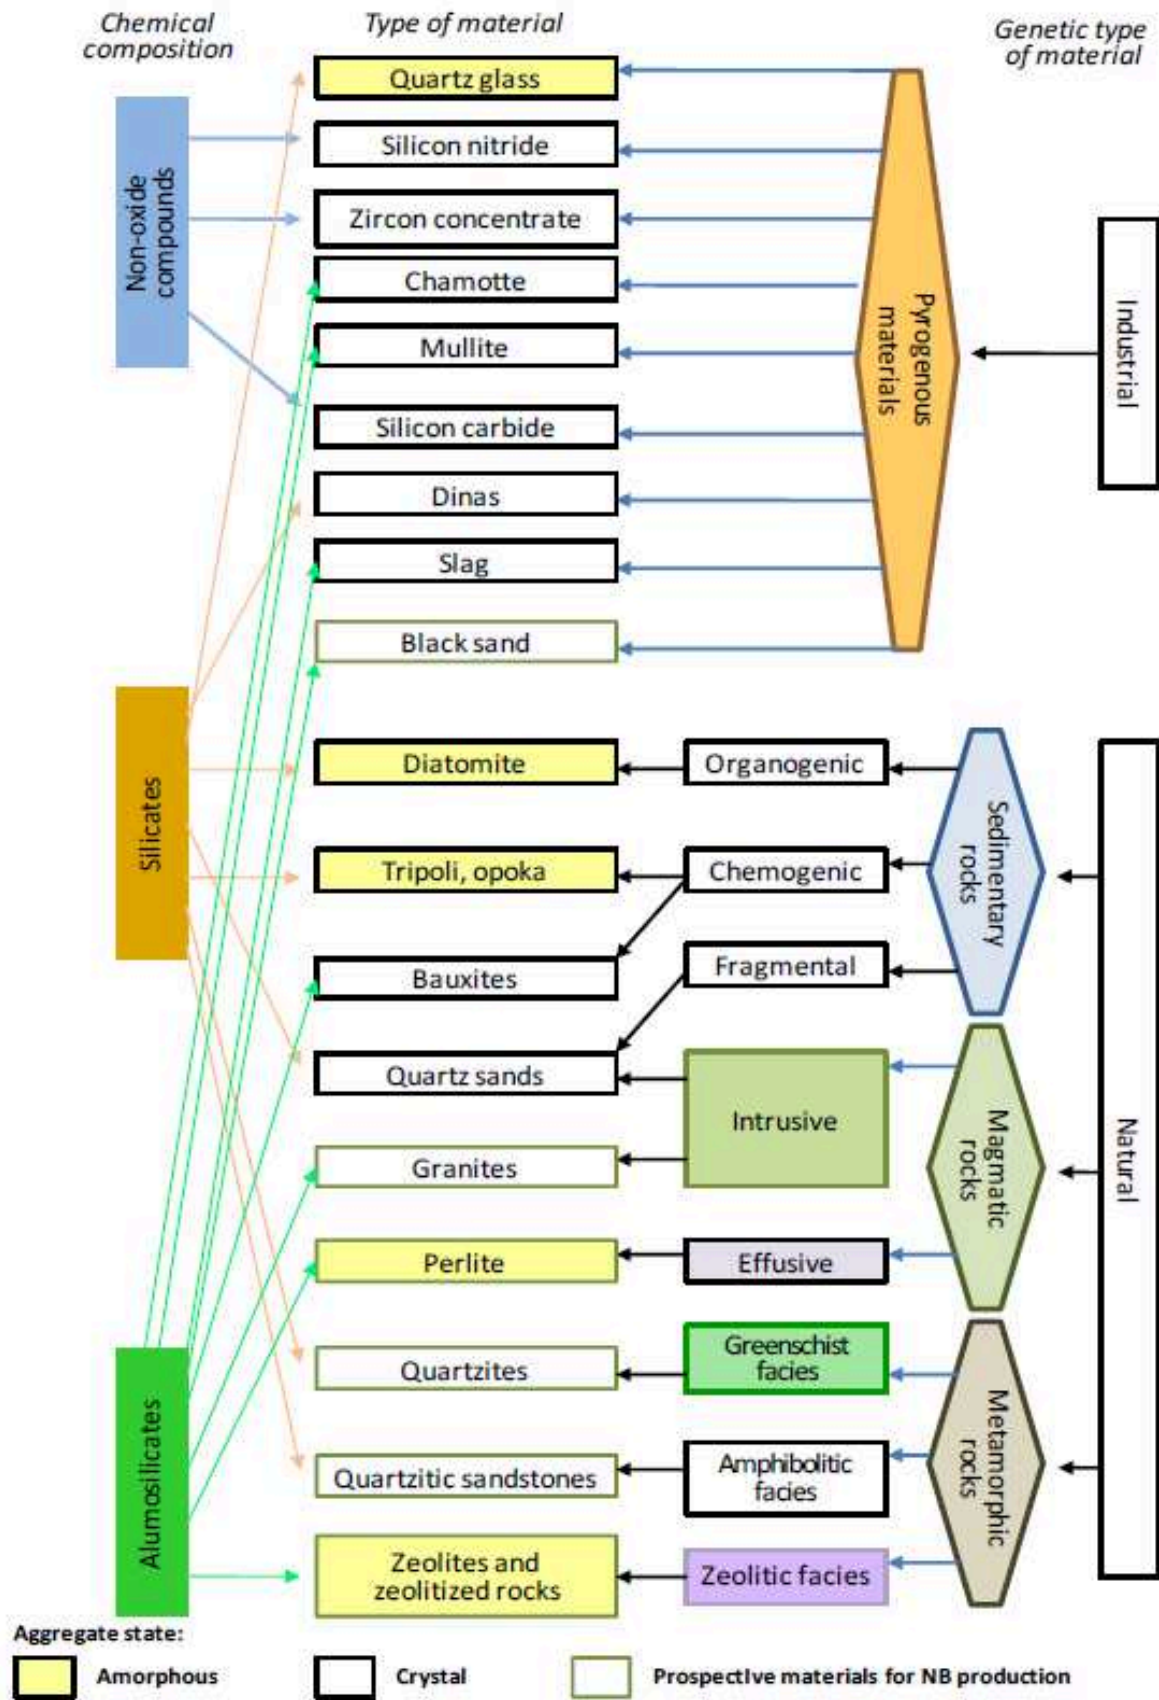 Chemical
composition
Type of material
Genetic type
of material
Non-oxide
compounds
Silicates
Alumosilicates
Quartz glass
Silicon nitride
Zircon concentrate
Chamotte
Mullite
Silicon carbide
Dinas
Slag
Black sand
Pyrogenous
materials
Industrial
Diatomite
Organogenic
Tripoli, opoka
Chemogenic
Bauxites
Fragmental
Quartz sands
Intrusive
Granites
Perlite
Effusive
Quartzites
Greenschist
facies
Quartzitic sandstones
Amphibolitic
facies
Zeolites and
zeolitized rocks
Zeolitic facies
Sedimentary
rocks
Magmatic
rocks
Metamorphic
rocks
Natural
Aggregate state:
Amorphous
Crystal
Prospective materials for NB production